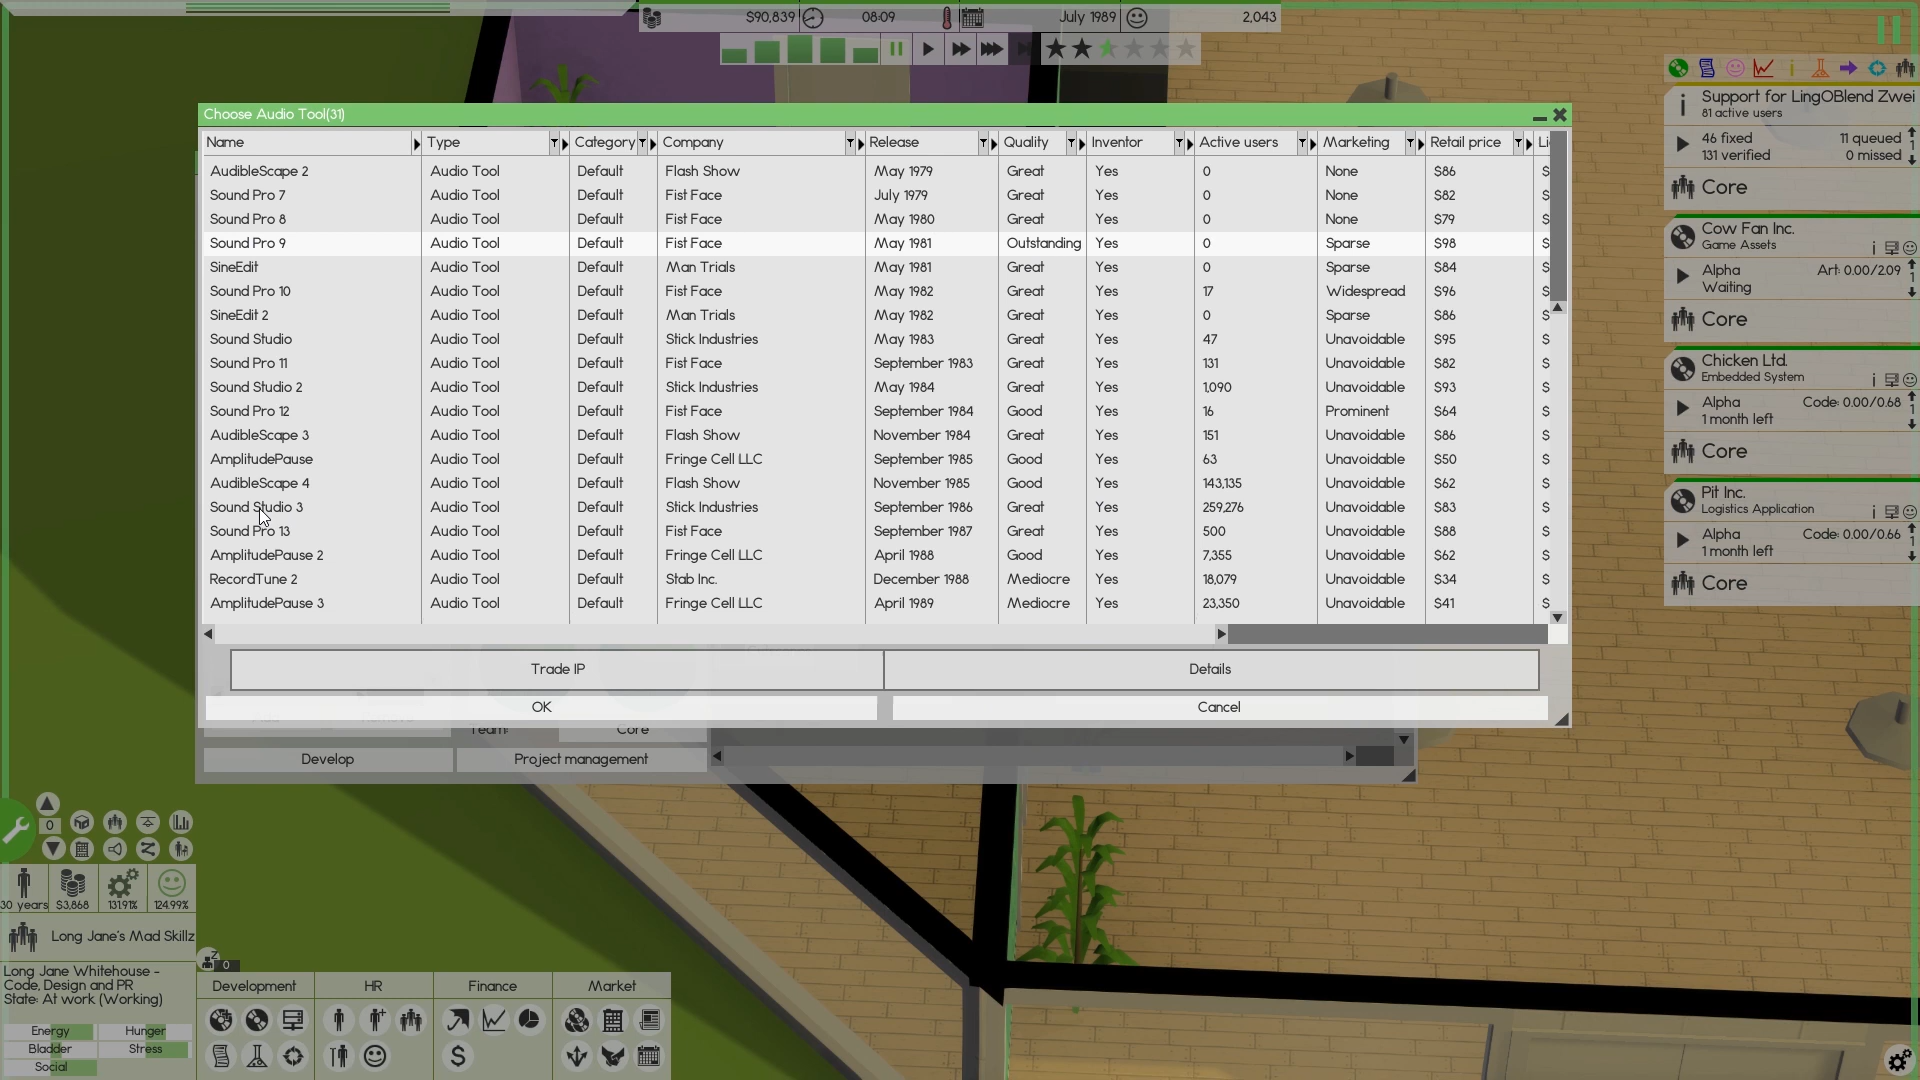 $90,839 08:09 July 1989 2,043
Support for LingOBlend Zwei
81 active users
46 fixed 11 queued
131 verified 0 missed
1
Core
Cow Fan Inc.
Game Assets
Alpha Art: 0.00/2.09
Waiting
1
Core
Chicken Ltd.
Embedded System
Alpha Code: 0.00/0.68
1 month left
1
Core
Pit Inc.
Logistics Application
Alpha Code: 0.00/0.66
1 month left
1
Core
Choose Audio Tool(31)
Name Type Category Company Release Quality Inventor Active users Marketing Retail price Li
AudibleScape 2 Audio Tool Default Flash Show May 1979 Great Yes 0 None $86 $
Sound Pro 7 Audio Tool Default Fist Face July 1979 Great Yes 0 None $82 $
Sound Pro 8 Audio Tool Default Fist Face May 1980 Great Yes 0 None $79 $
Sound Pro 9 Audio Tool Default Fist Face May 1981 Outstanding Yes 0 Sparse $98 $
SineEdit Audio Tool Default Man Trials May 1981 Great Yes 0 Sparse $84 $
Sound Pro 10 Audio Tool Default Fist Face May 1982 Great Yes 17 Widespread $96 $
SineEdit 2 Audio Tool Default Man Trials May 1982 Great Yes 0 Sparse $86 $
Sound Studio Audio Tool Default Stick Industries May 1983 Great Yes 47 Unavoidable $95 $
Sound Pro 11 Audio Tool Default Fist Face September 1983 Great Yes 131 Unavoidable $82 $
Sound Studio 2 Audio Tool Default Stick Industries May 1984 Great Yes 1,090 Unavoidable $93 $
Sound Pro 12 Audio Tool Default Fist Face September 1984 Good Yes 16 Prominent $64 $
AudibleScape 3 Audio Tool Default Flash Show November 1984 Great Yes 151 Unavoidable $86 $
AmplitudePause Audio Tool Default Fringe Cell LLC September 1985 Good Yes 63 Unavoidable $50 $
AudibleScape 4 Audio Tool Default Flash Show November 1985 Good Yes 143,135 Unavoidable $62 $
Sound Studio 3 Audio Tool Default Stick Industries September 1986 Great Yes 259,276 Unavoidable $83 $
Sound Pro 13 Audio Tool Default Fist Face September 1987 Great Yes 500 Unavoidable $88 $
AmplitudePause 2 Audio Tool Default Fringe Cell LLC April 1988 Good Yes 7,355 Unavoidable $62 $
RecordTune 2 Audio Tool Default Stab Inc. December 1988 Mediocre Yes 18,079 Unavoidable $34 $
AmplitudePause 3 Audio Tool Default Fringe Cell LLC April 1989 Mediocre Yes 23,350 Unavoidable $41 $
Trade IP Details
OK Cancel
Team: Core
Develop Project management
0
30 years $3,868 131.91% 124.99%
Long Jane's Mad Skillz
Z
0
Long Jane Whitehouse -
Code, Design and PR
State: At work (Working)
Energy Hunger
Bladder Stress
Social
Development HR Finance Market